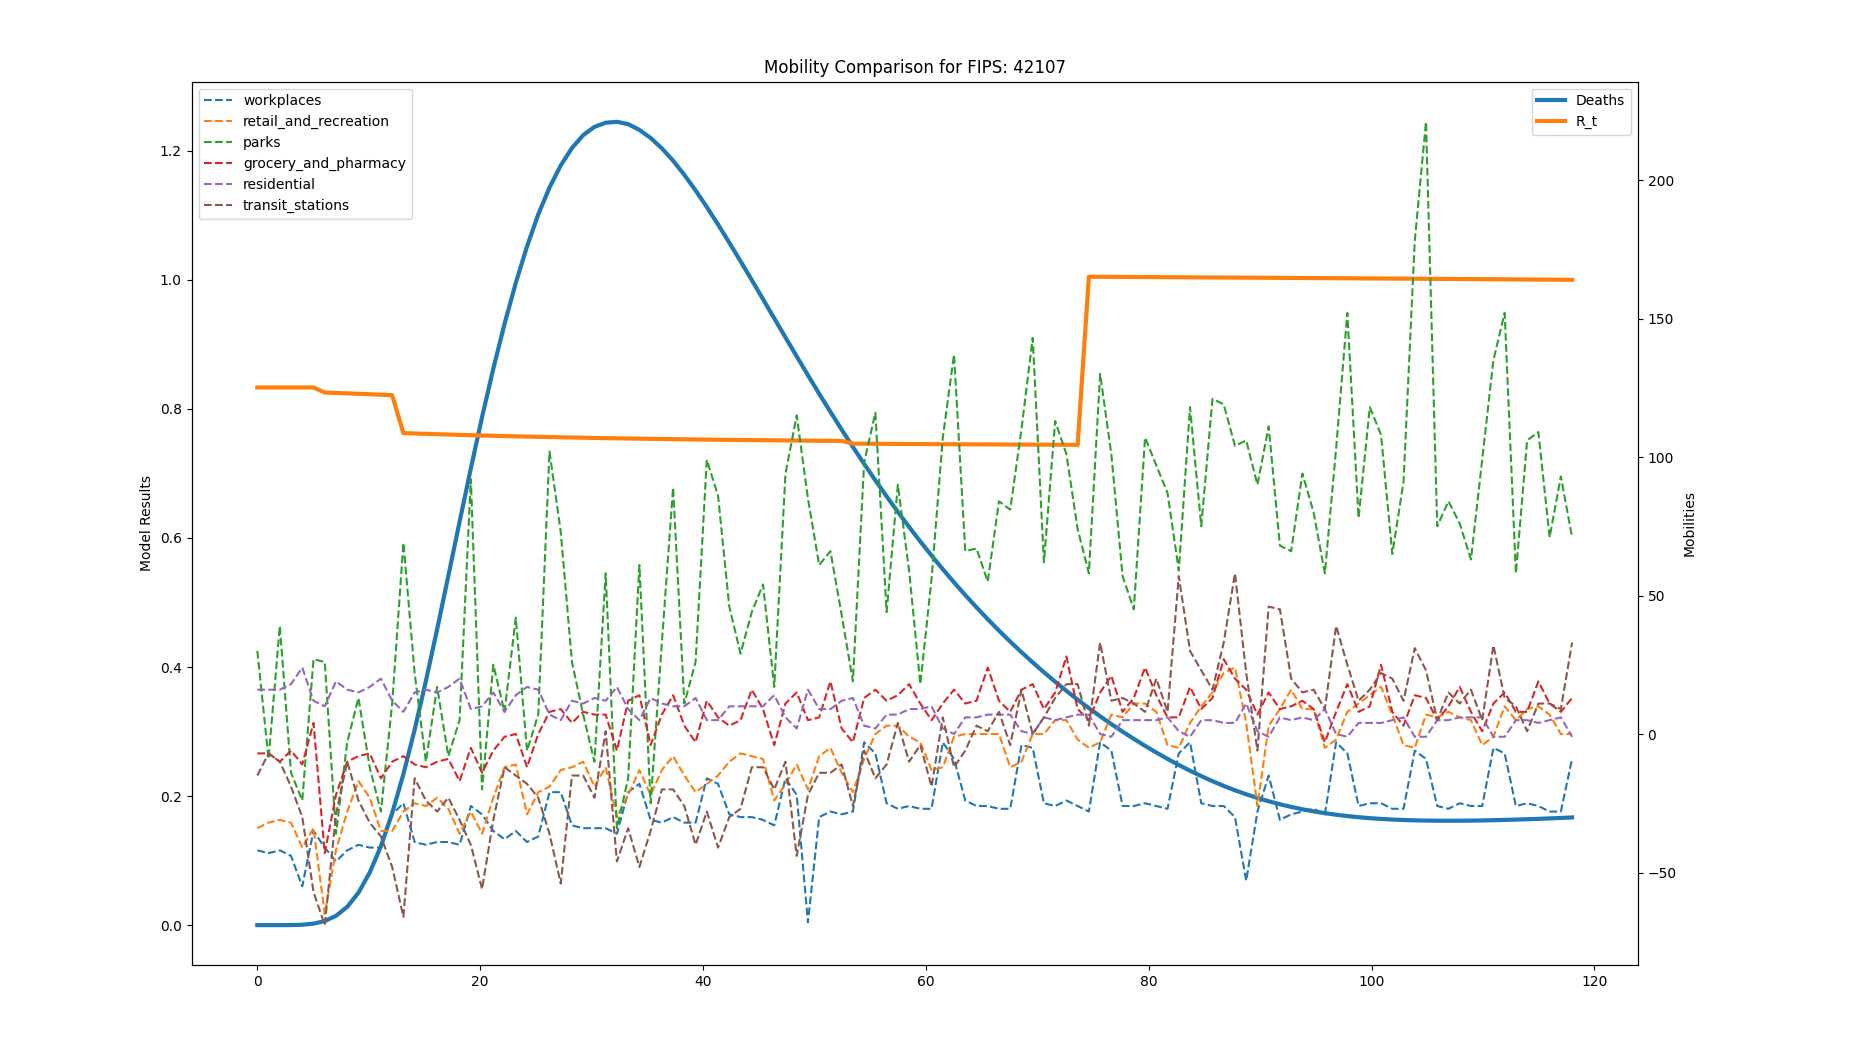 Mobility Comparison for FIPS: 42107
workplaces
retail_and_recreation
parks
grocery_and_pharmacy
residential
transit_stations
Deaths
R_t
1.2
1.0
0.8
0.6
0.4
0.2
0.0
Model Results
200
150
100
50
0
−50
Mobilities
0 20 40 60 80 100 120